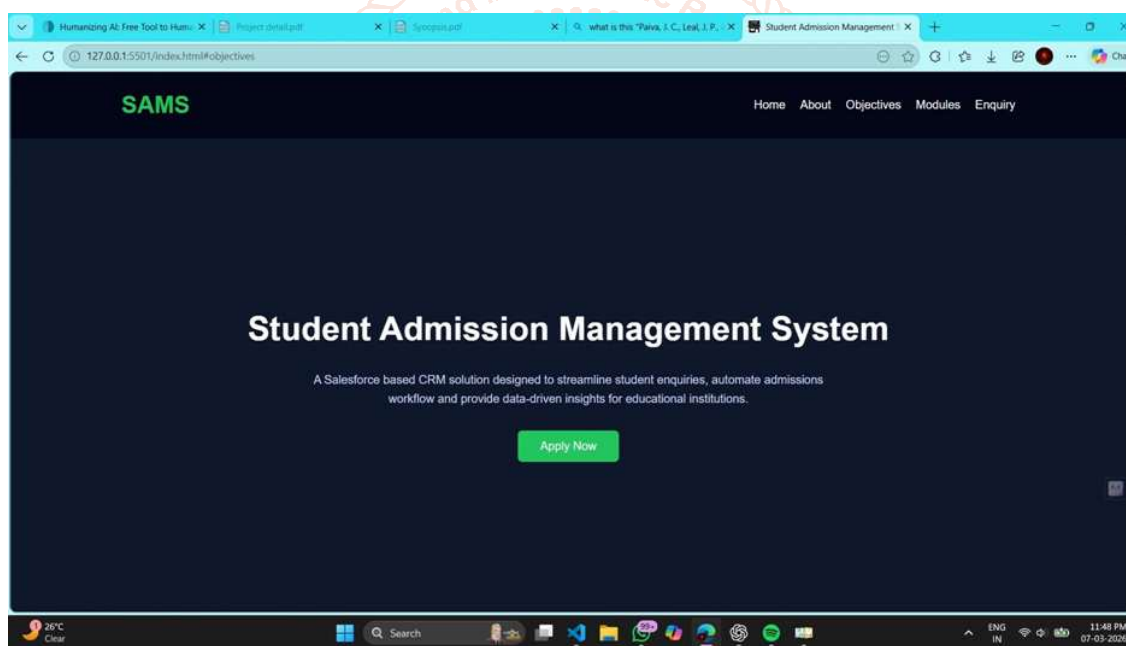 Humanizing AI: Free Tool to Huma
Project detail.pdf
Synopsis.pdf
what is this "Paiva, J. C., Leal, J. P.,
Student Admission Management S
127.0.0.1:5501/index.html#objectives
Cha
SAMS
Home About Objectives Modules Enquiry
Student Admission Management System
A Salesforce based CRM solution designed to streamline student enquiries, automate admissions
workflow and provide data-driven insights for educational institutions.
Apply Now
1
26°C
Clear
Search
99+
ENG
IN
11:48 PM
07-03-2026